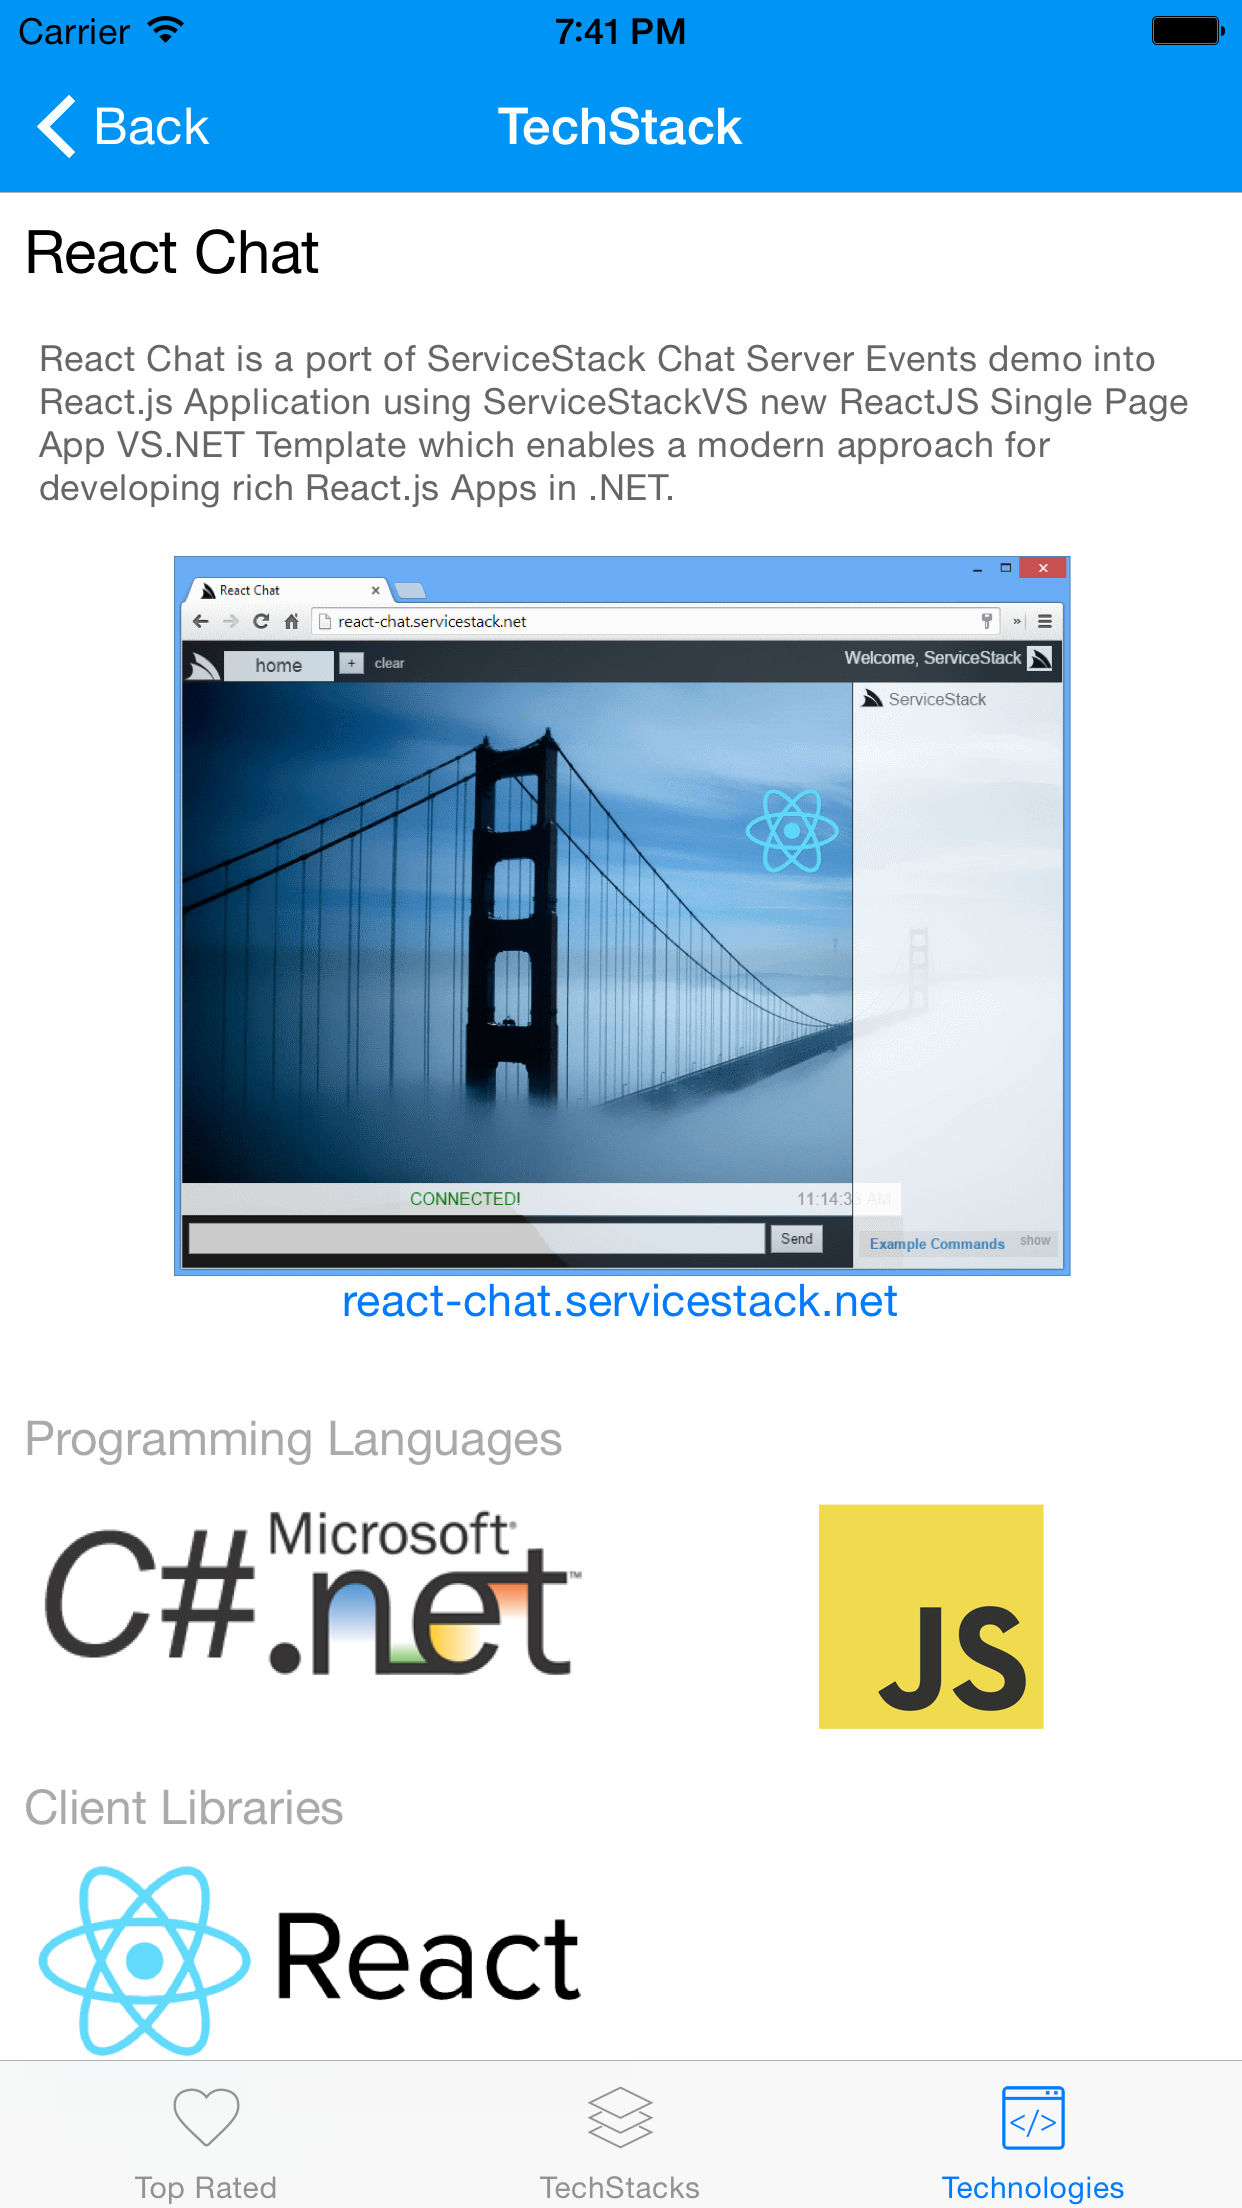 Carrier 7:41 PM
Back TechStack
React Chat
React Chat is a port of ServiceStack Chat Server Events demo into
React.js Application using ServiceStackVS new ReactJS Single Page
App VS.NET Template which enables a modern approach for
developing rich React.js Apps in .NET.
React Chat
react-chat.servicestack.net
home + clear Welcome, ServiceStack
ServiceStack
CONNECTED! 11:14:33 AM
Send
Example Commands show
react-chat.servicestack.net
Programming Languages
C# Microsoft® .net™
JS
Client Libraries
React
Top Rated TechStacks Technologies